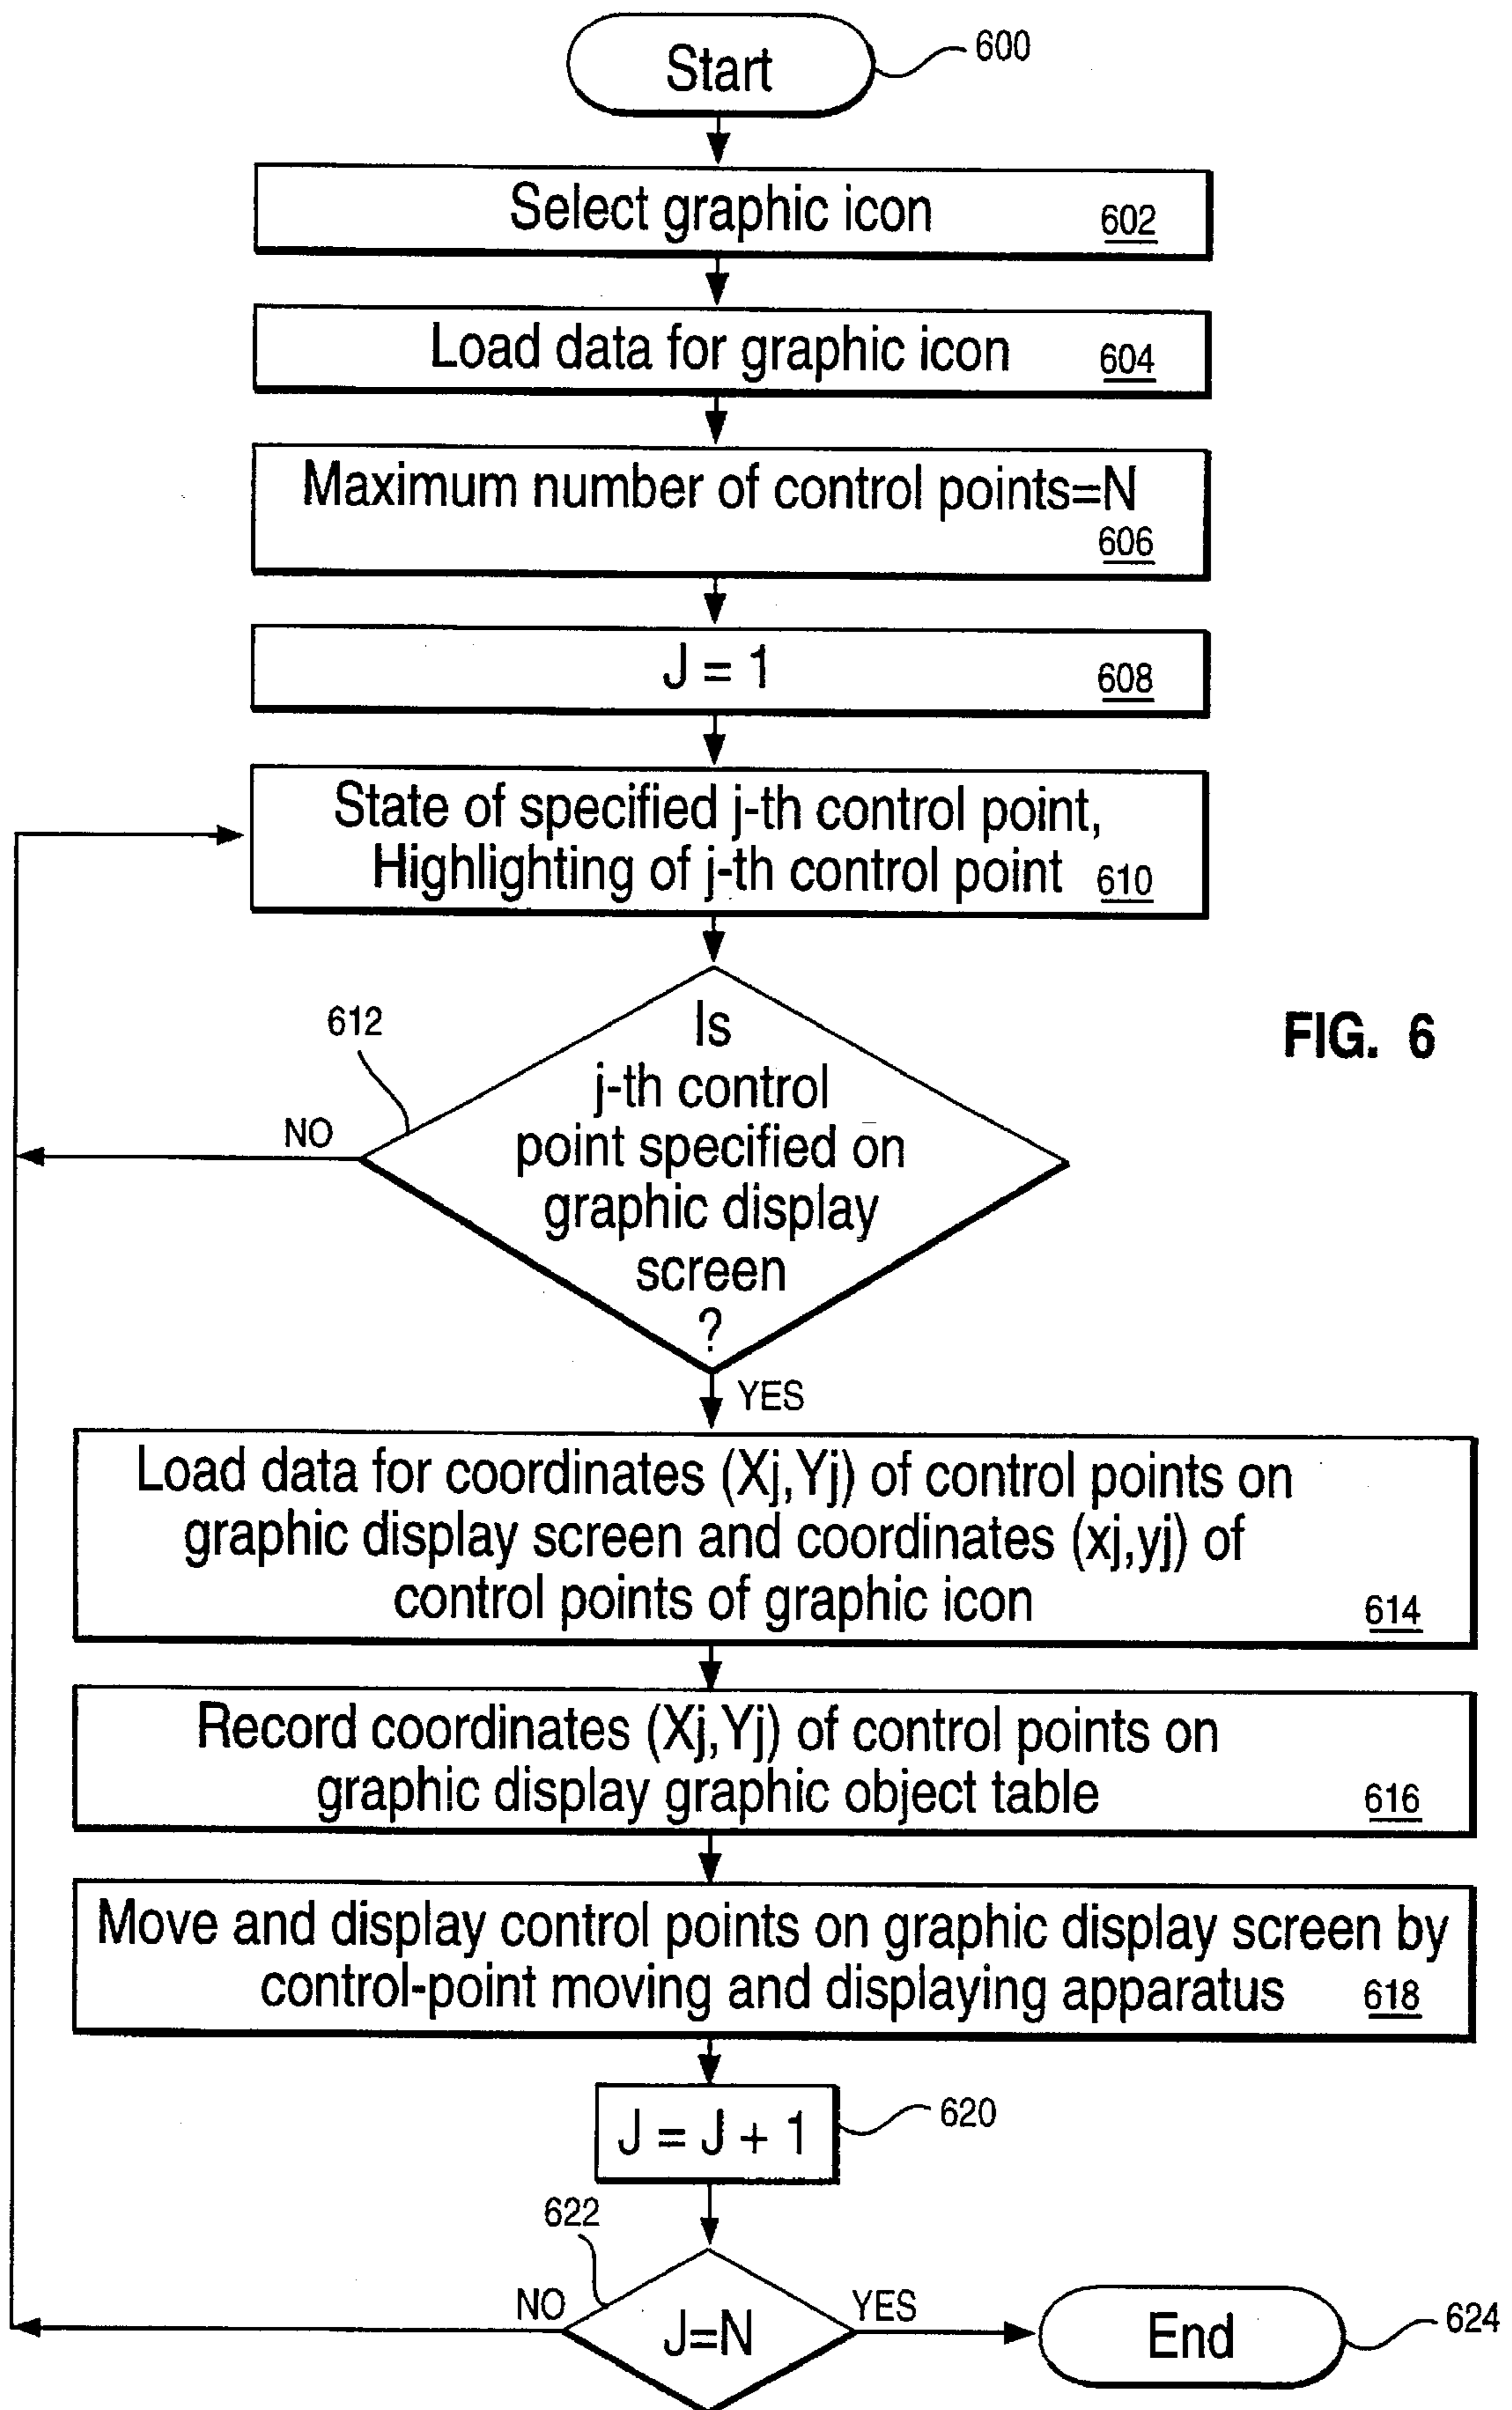 Start
600
Select graphic icon
602
Load data for graphic icon
604
Maximum number of control points=N
606
J = 1
608
State of specified j-th control point,
Highlighting of j-th control point 610
612
Is
j-th control
point specified on
graphic display
screen
?
NO
YES
FIG. 6
Load data for coordinates (Xj,Yj) of control points on
graphic display screen and coordinates (xj,yj) of
control points of graphic icon
614
Record coordinates (Xj,Yj) of control points on
graphic display graphic object table
616
Move and display control points on graphic display screen by
control-point moving and displaying apparatus 618
J = J + 1
620
622
NO
J=N
YES
End
624